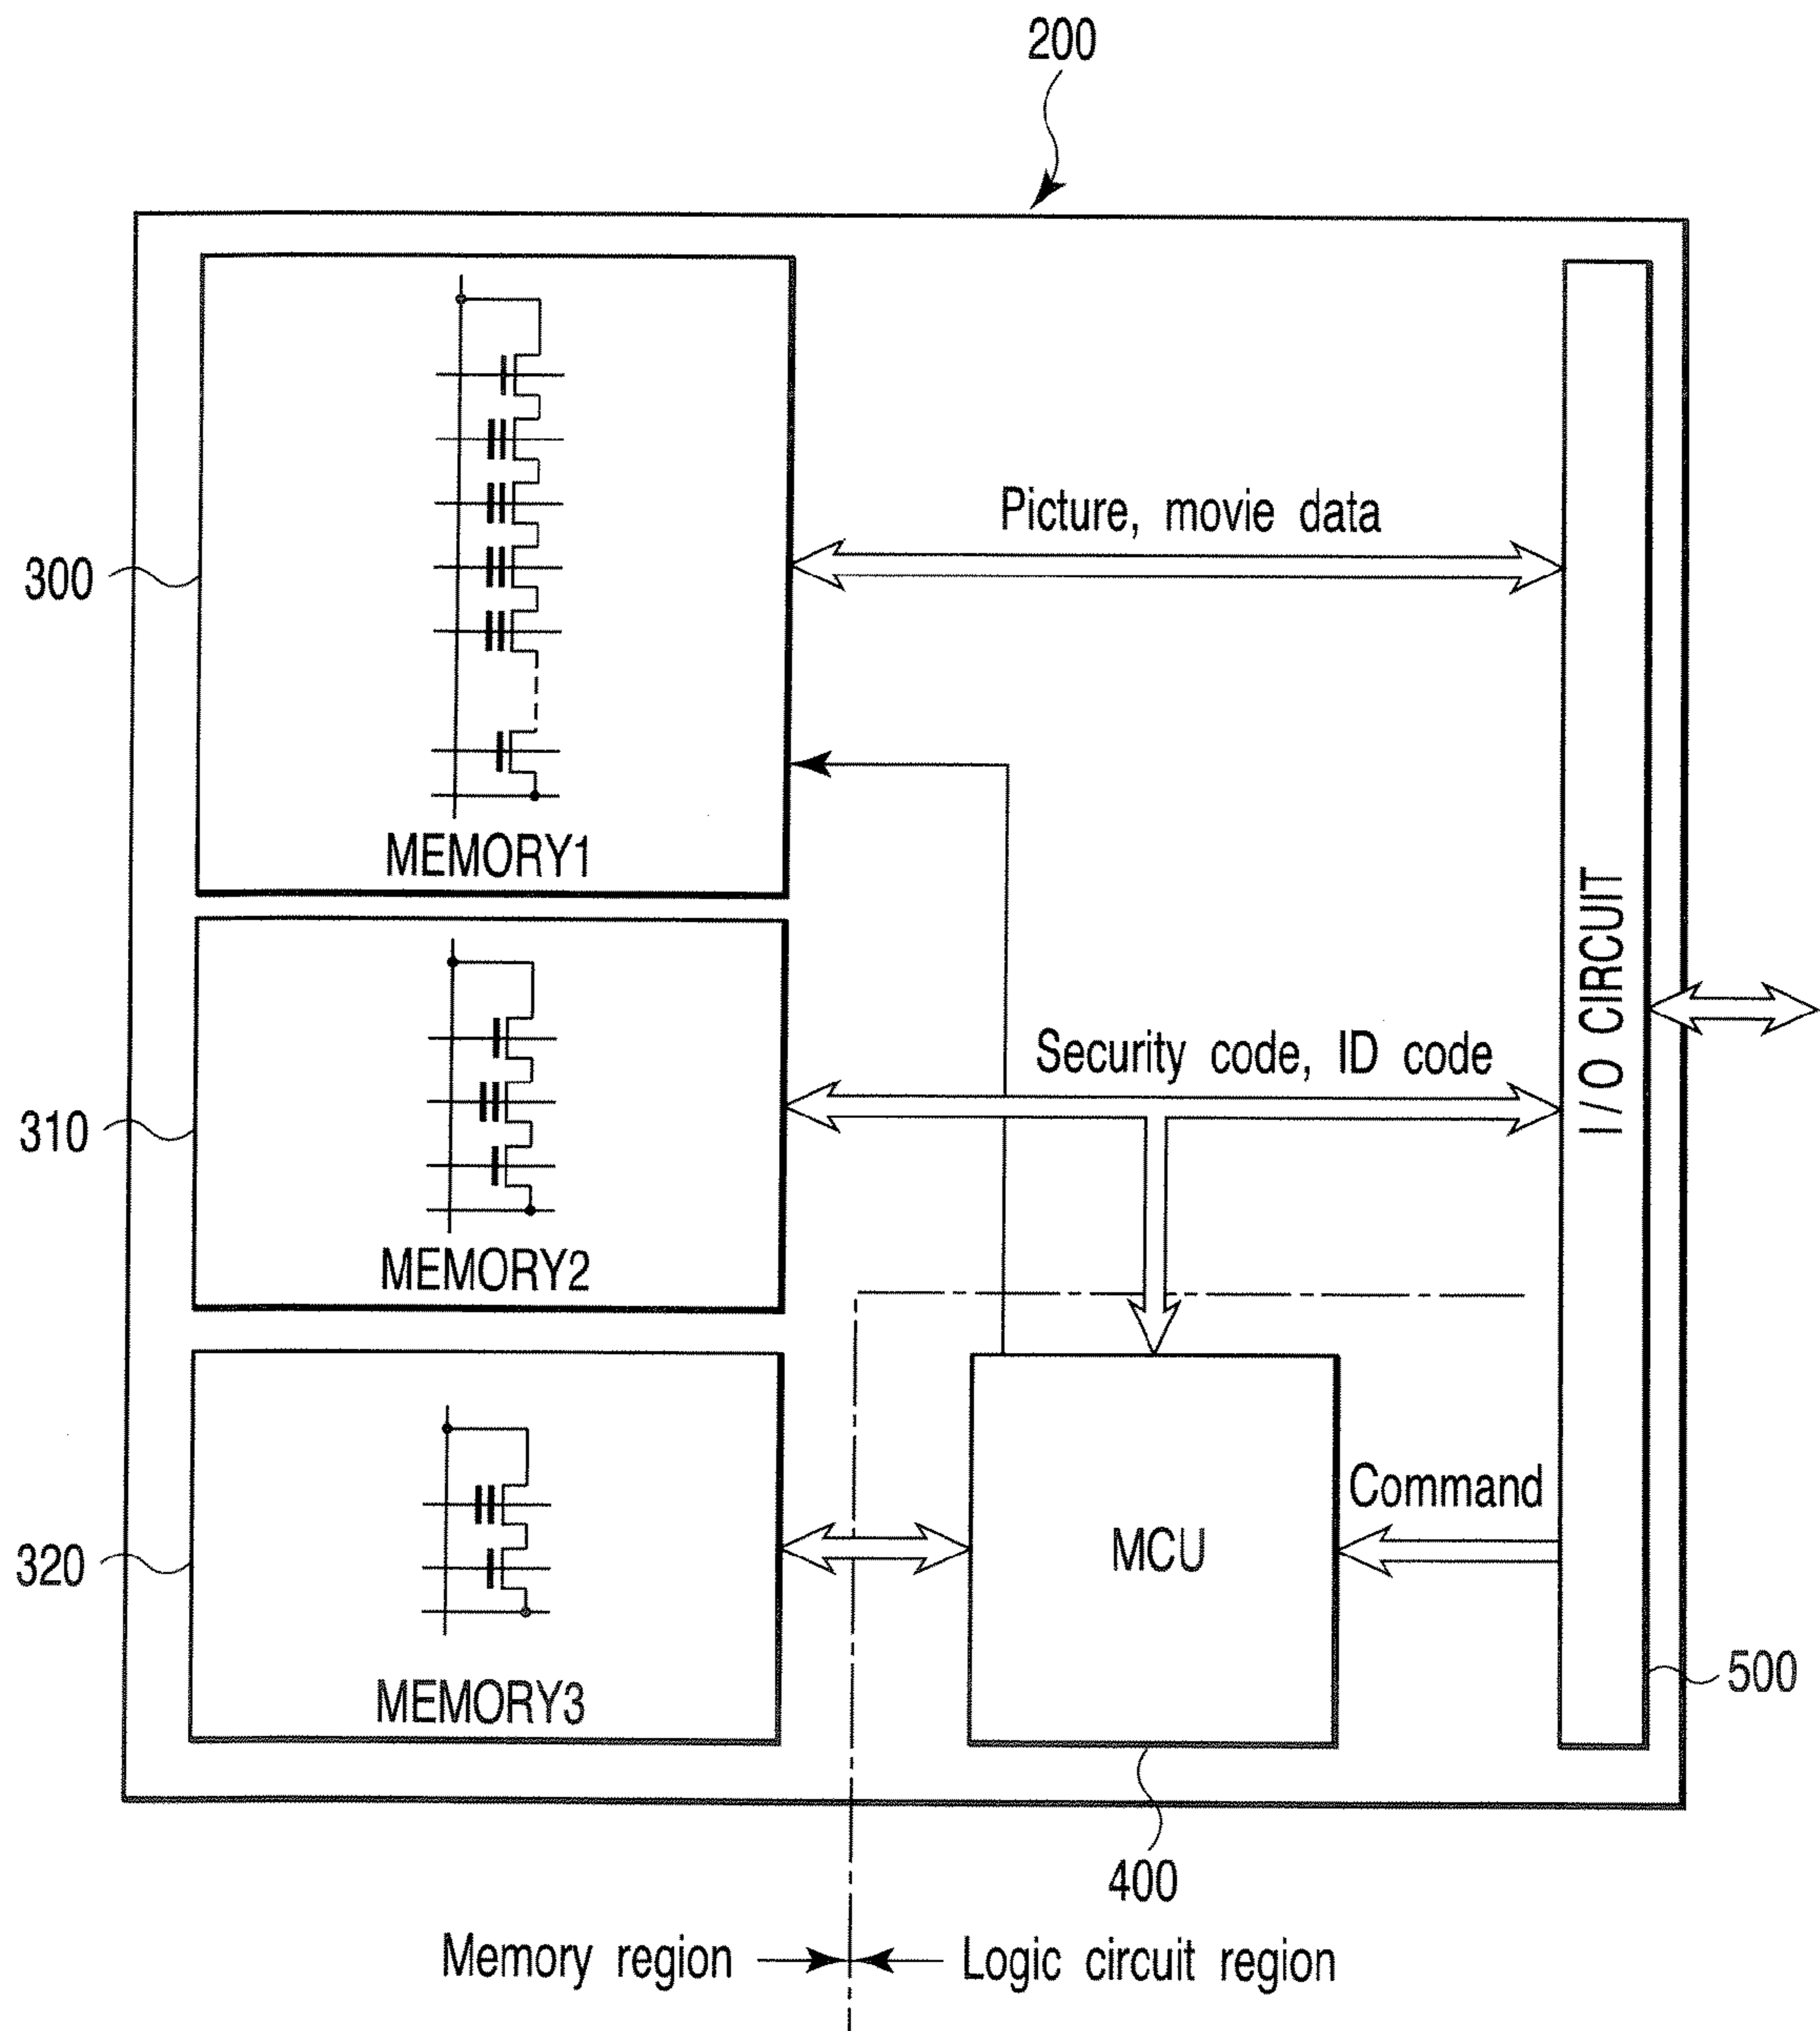 200
300
MEMORY1
Picture, movie data
310
MEMORY2
Security code, ID code
I / O CIRCUIT
320
MEMORY3
MCU
Command
500
400
Memory region
Logic circuit region